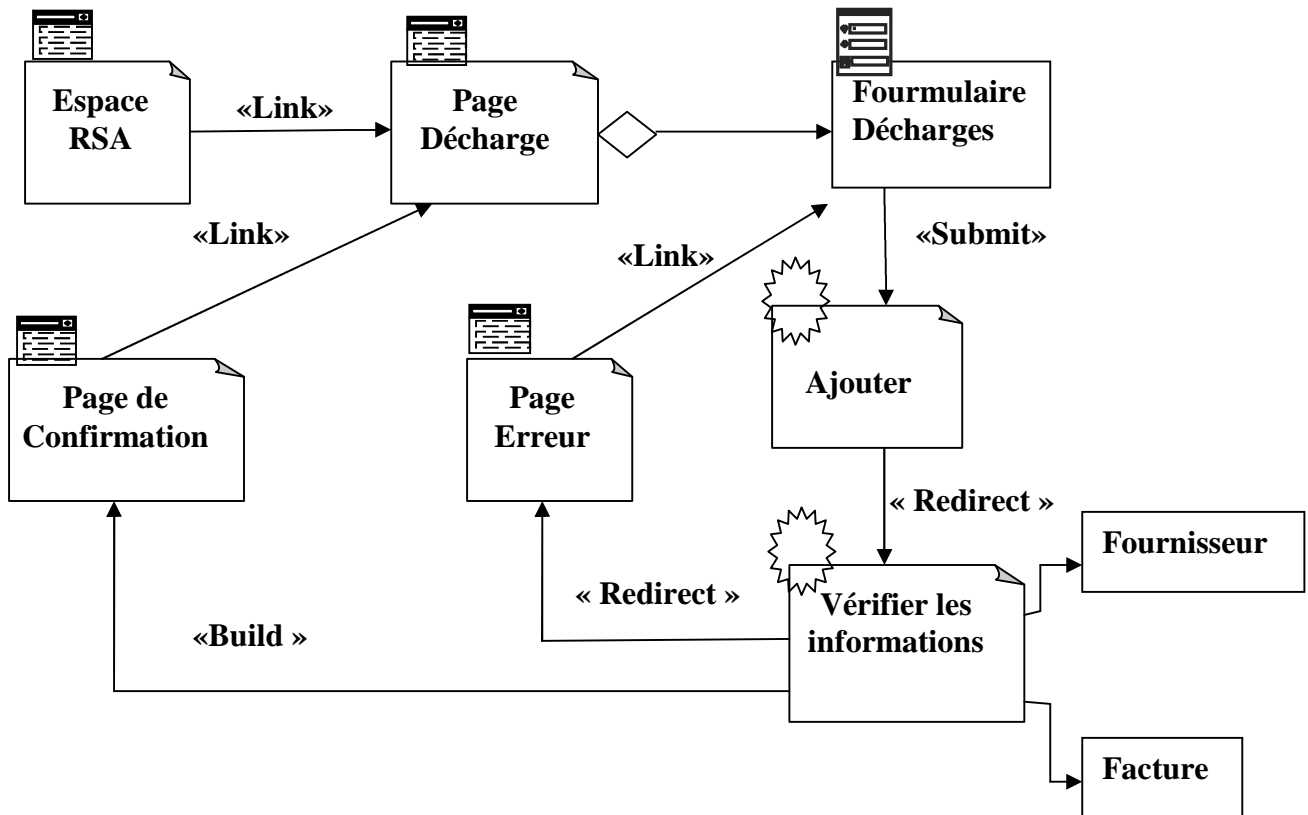 Espace
RSA
«Link»
Page
Décharge
Fourmulaire
Décharges
«Link»
«Link»
«Submit»
Page de
Confirmation
Page
Erreur
Ajouter
« Redirect »
Fournisseur
« Redirect »
Vérifier les
informations
«Build »
Facture